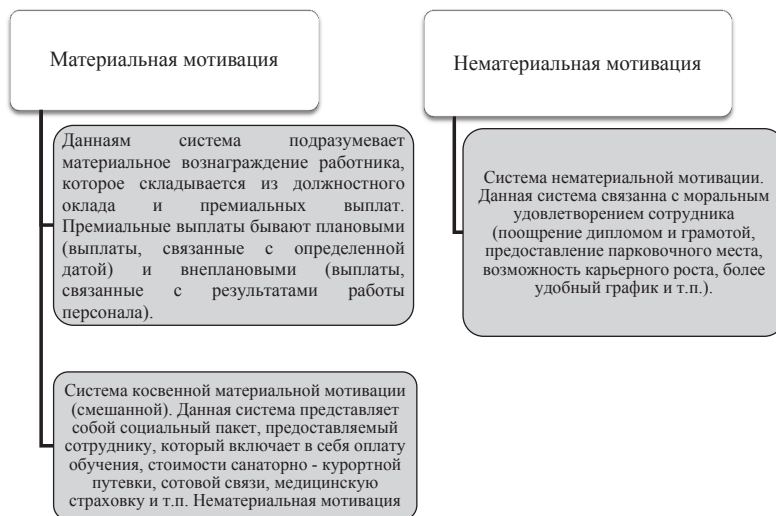 Материальная мотивация
Даннаям система подразумевает
материальное вознаграждение работника,
которое складывается из должностного
оклада и премиальных выплат.
Премиальные выплаты бывают плановыми
(выплаты, связанные с определенной
датой) и внеплановыми (выплаты,
связанные с результатами работы
персонала).
Система косвенной материальной мотивации
(смешанной). Данная система представляет
собой социальный пакет, предоставляемый
сотруднику, который включает в себя оплату
обучения, стоимости санаторно - курортной
путевки, сотовой связи, медицинскую
страховку и т.п. Нематериальная мотивация
Нематериальная мотивация
Система нематериальной мотивации.
Данная система связанна с моральным
удовлетворением сотрудника
(поощрение дипломом и грамотой,
предоставление парковочного места,
возможность карьерного роста, более
удобный график и т.п.).